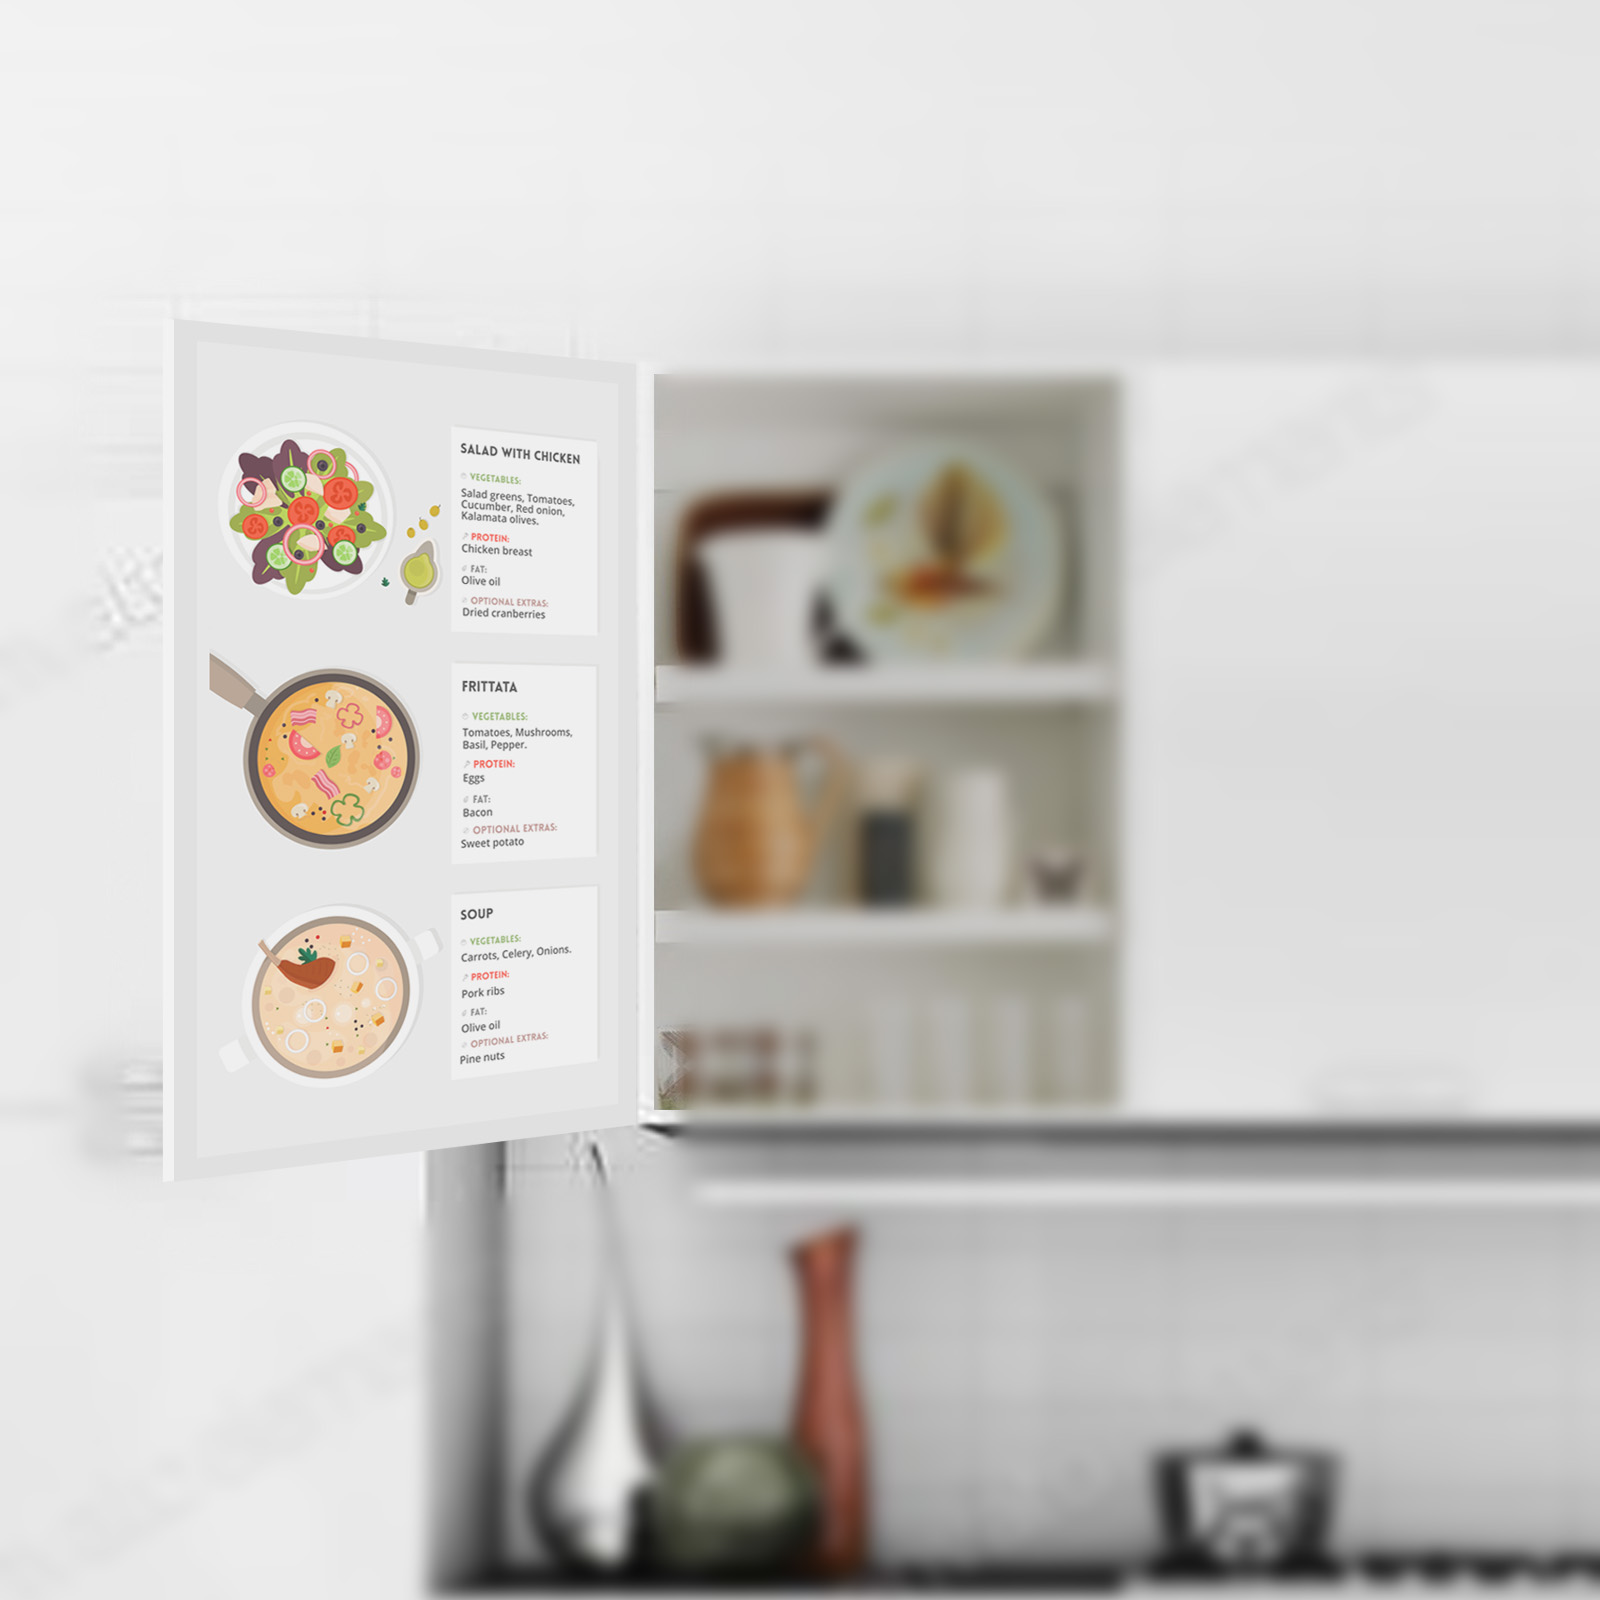 SALAD WITH CHICKEN
VEGETABLES:
Salad greens, Tomatoes,
Cucumber, Red onion,
Kalamata olives.
PROTEIN:
Chicken breast
FAT:
Olive oil
OPTIONAL EXTRAS:
Dried cranberries
FRITTATA
VEGETABLES:
Tomatoes, Mushrooms,
Basil, Pepper.
PROTEIN:
Eggs
FAT:
Bacon
OPTIONAL EXTRAS:
Sweet potato
SOUP
VEGETABLES:
Carrots, Celery, Onions.
PROTEIN:
Pork ribs
FAT:
Olive oil
OPTIONAL EXTRAS:
Pine nuts